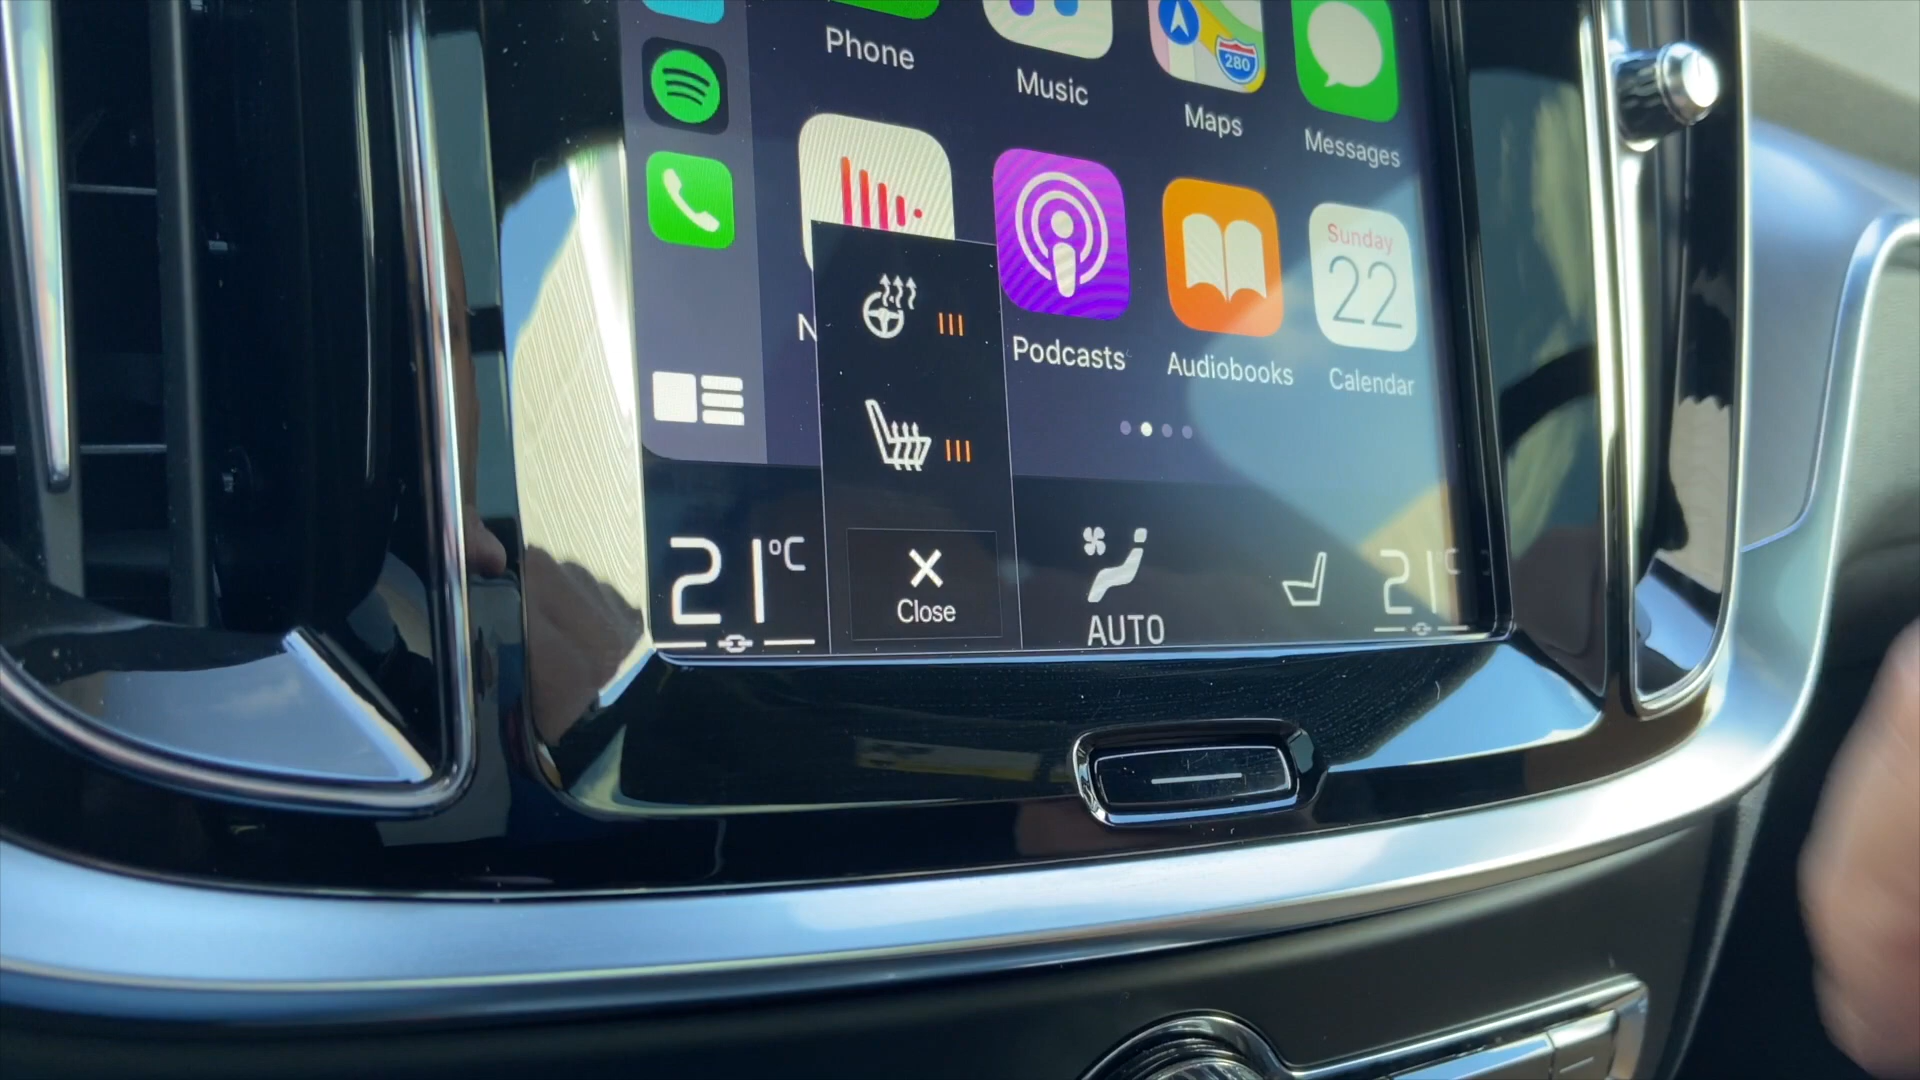 Phone
Music
Maps
Messages
280
N
Podcasts
Audiobooks
Sunday
22
Calendar
21°C
Close
AUTO
21°C